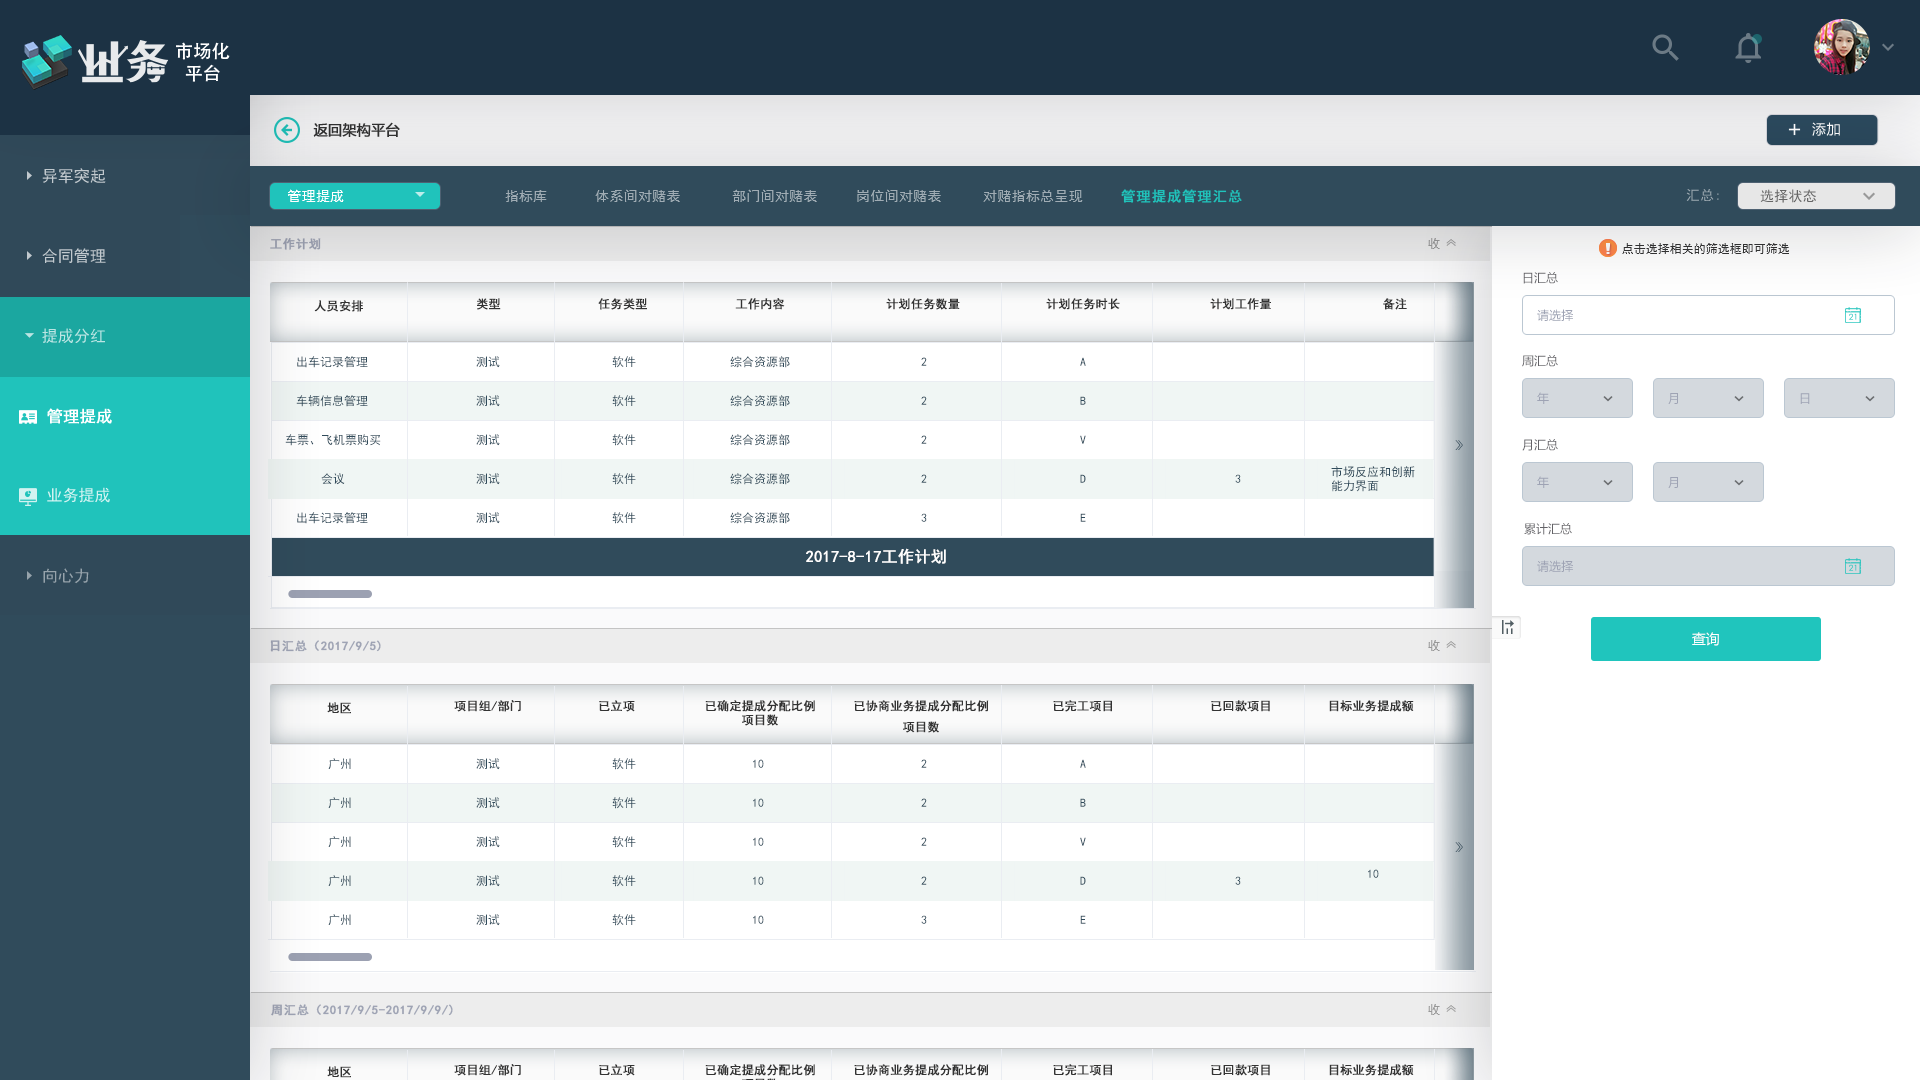 业务 市场化
平台
返回架构平台
+ 添加
异军突起
合同管理
提成分红
管理提成
业务提成
向心力
管理提成 指标库 体系间对赌表 部门间对赌表 岗位间对赌表 对赌指标总呈现 管理提成管理汇总 汇总: 选择状态
工作计划 收
人员安排 类型 任务类型 工作内容 计划任务数量 计划任务时长 计划工作量 备注
出车记录管理 测试 软件 综合资源部 2 A
车辆信息管理 测试 软件 综合资源部 2 B
车票、飞机票购买 测试 软件 综合资源部 2 V
会议 测试 软件 综合资源部 2 D 3 市场反应和创新
能力界面
出车记录管理 测试 软件 综合资源部 3 E
2017-8-17工作计划
日汇总（2017/9/5） 收
地区 项目组/部门 已立项 已确定提成分配比例 已协商业务提成分配比例 已完工项目 已回款项目 目标业务提成额
项目数 项目数
广州 测试 软件 10 2 A
广州 测试 软件 10 2 B
广州 测试 软件 10 2 V
广州 测试 软件 10 2 D 3 10
广州 测试 软件 10 3 E
周汇总（2017/9/5-2017/9/9/） 收
地区 项目组/部门 已立项 已确定提成分配比例 已协商业务提成分配比例 已完工项目 已回款项目 目标业务提成额
点击选择相关的筛选框即可筛选
日汇总
请选择 21
周汇总
年 月 日
月汇总
年 月
累计汇总
请选择 21
查询